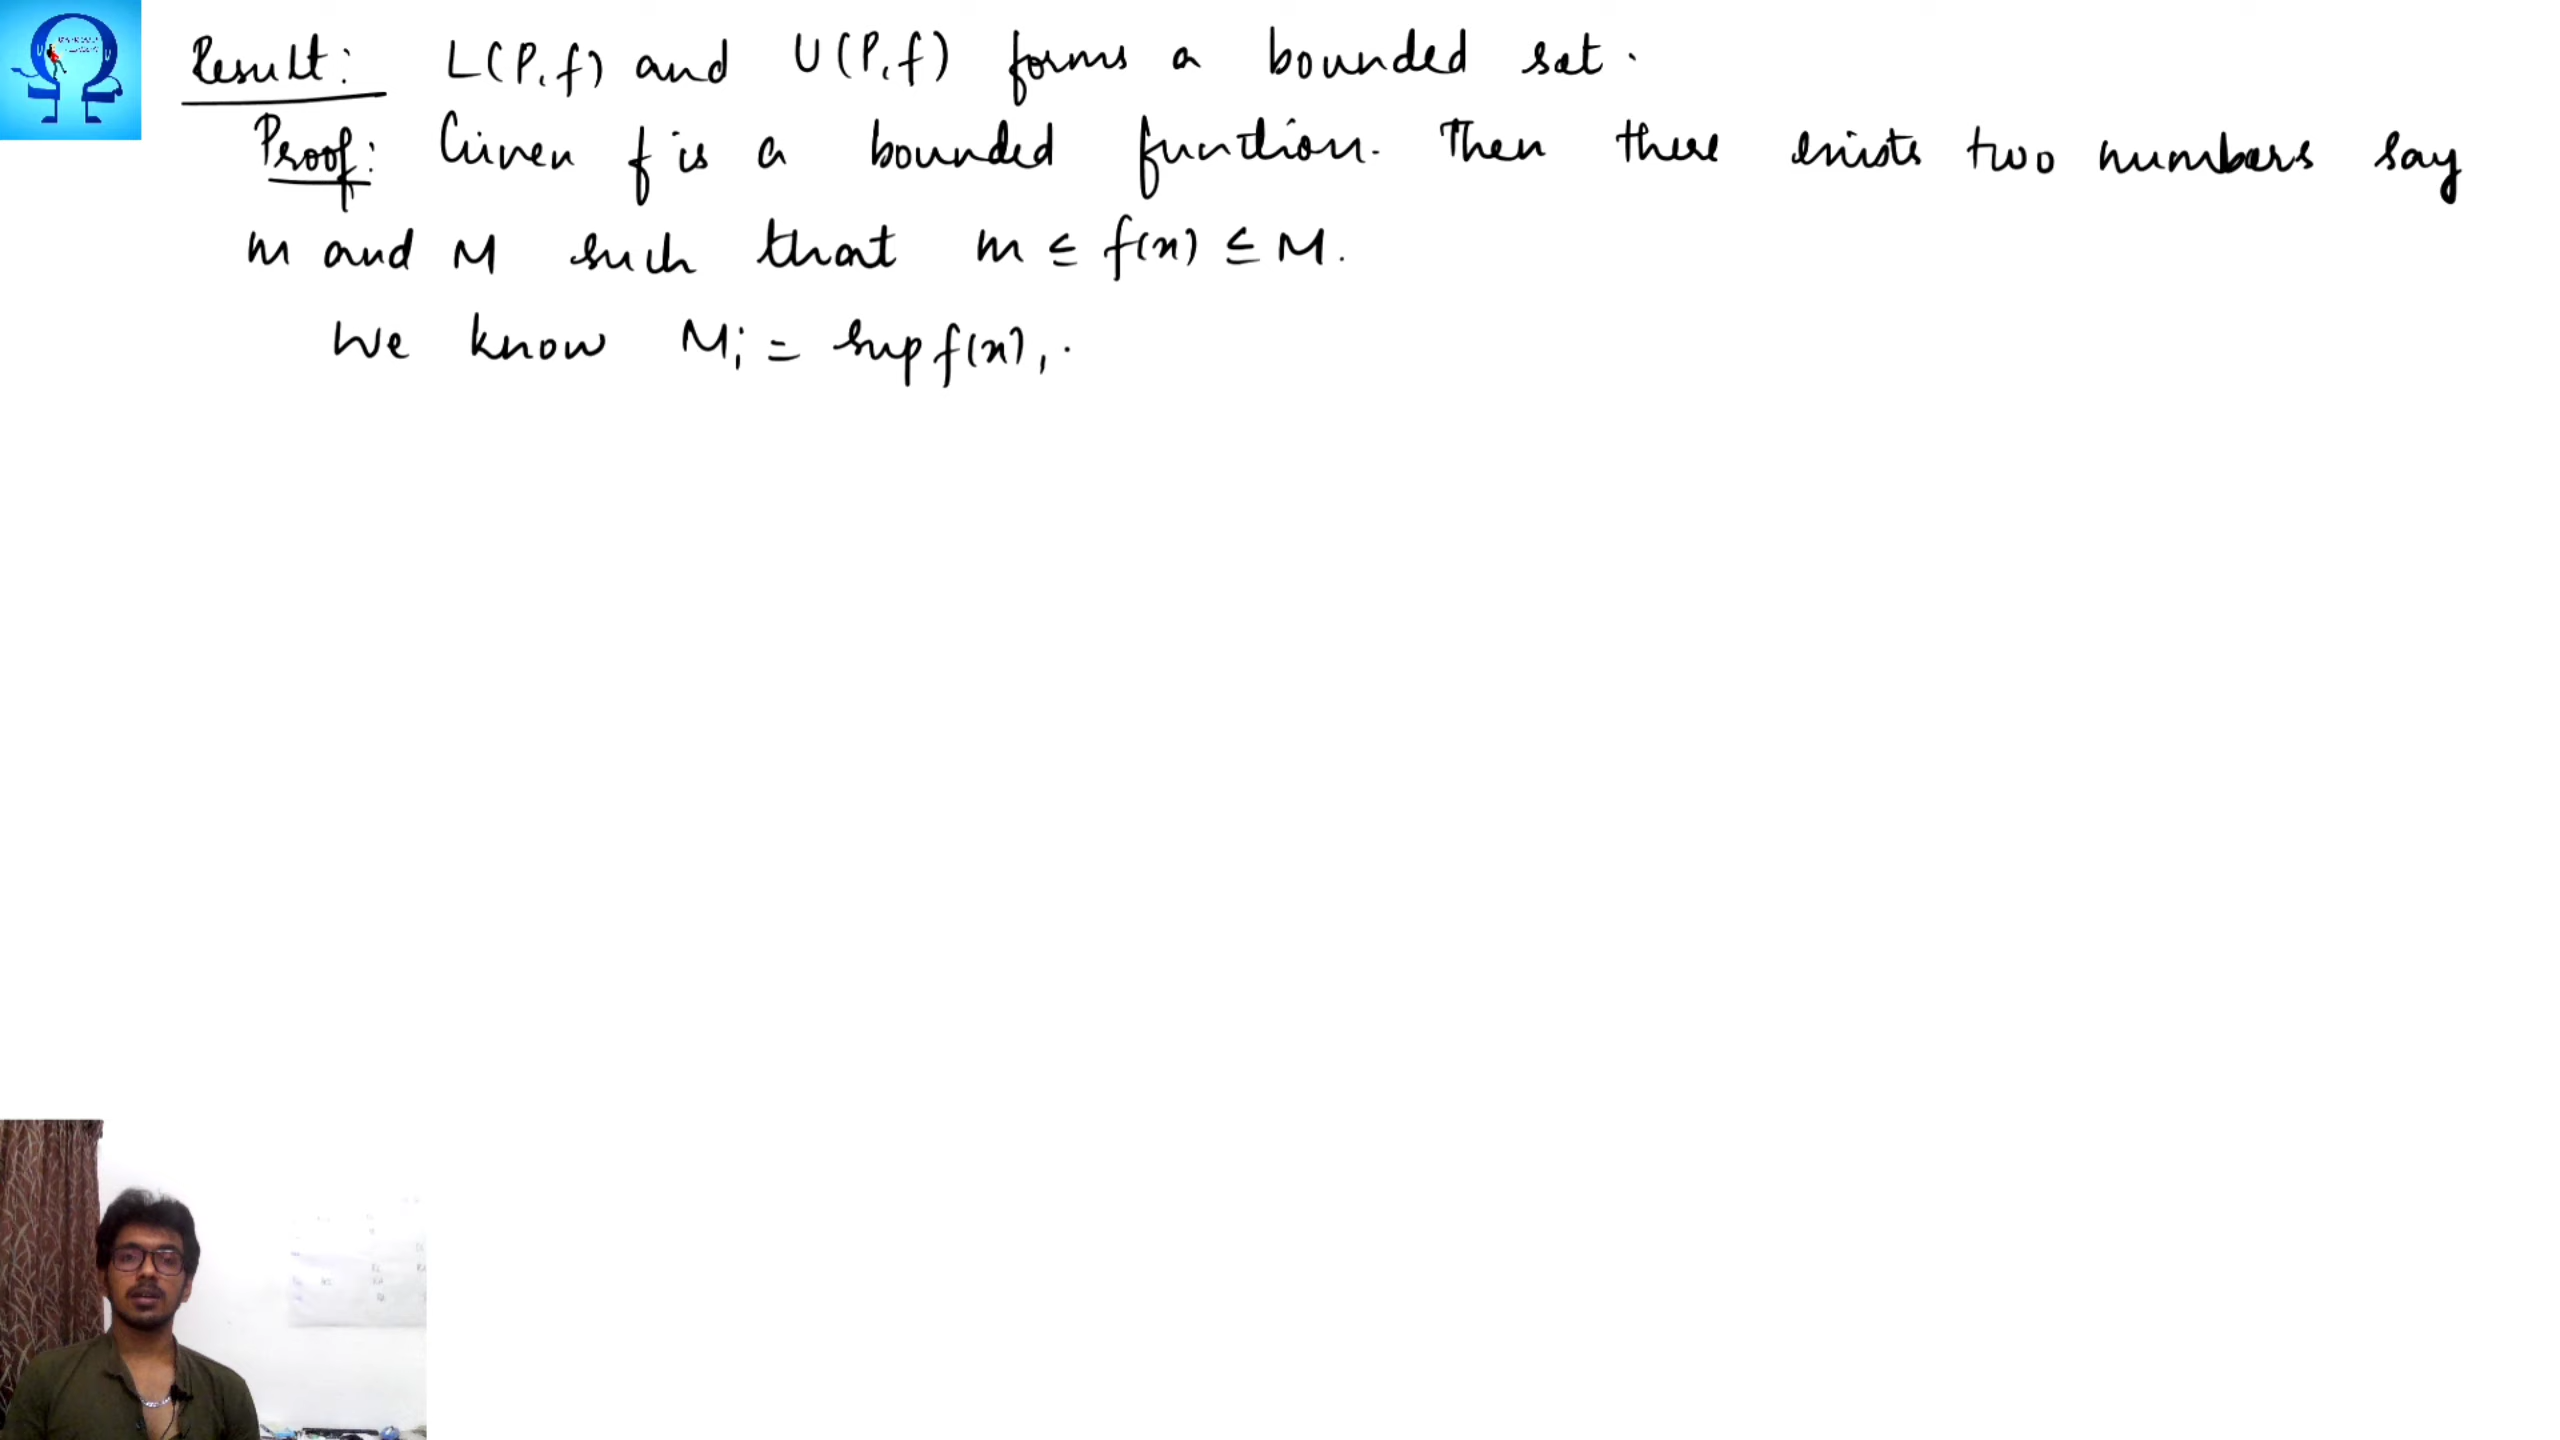 Result: L(P, f) and U(P, f) forms a bounded set.
Proof: Given f is a bounded function. Then there exists two numbers say
m and M such that m ≤ f(x) ≤ M.
We know Mi = sup f(x), .